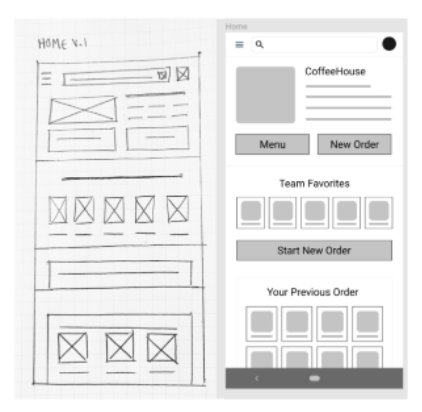 HOME V.1
Home
CoffeeHouse
Menu
New Order
Team Favorites
Start New Order
Your Previous Order